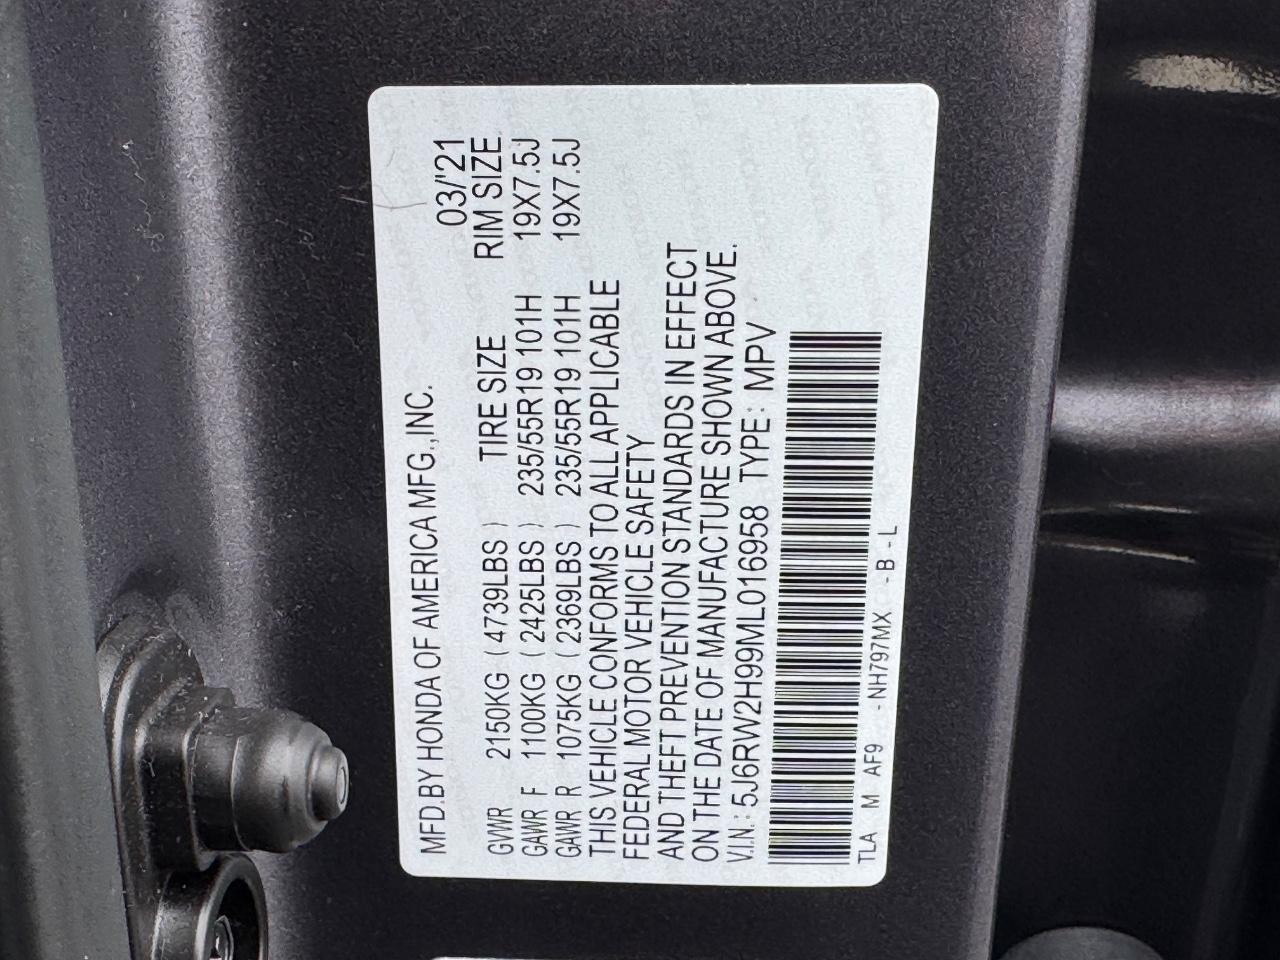 MFD.BY HONDA OF AMERICA MFG.,INC. 03/'21
GVWR 2150KG ( 4739LBS ) TIRE SIZE RIM SIZE
GAWR F 1100KG ( 2425LBS ) 235/55R19 101H 19X7.5J
GAWR R 1075KG ( 2369LBS ) 235/55R19 101H 19X7.5J
THIS VEHICLE CONFORMS TO ALL APPLICABLE
FEDERAL MOTOR VEHICLE SAFETY
AND THEFT PREVENTION STANDARDS IN EFFECT
ON THE DATE OF MANUFACTURE SHOWN ABOVE.
V.I.N.: 5J6RW2H99ML016958 TYPE: MPV
TLA M AF9 -NH797MX -B-L